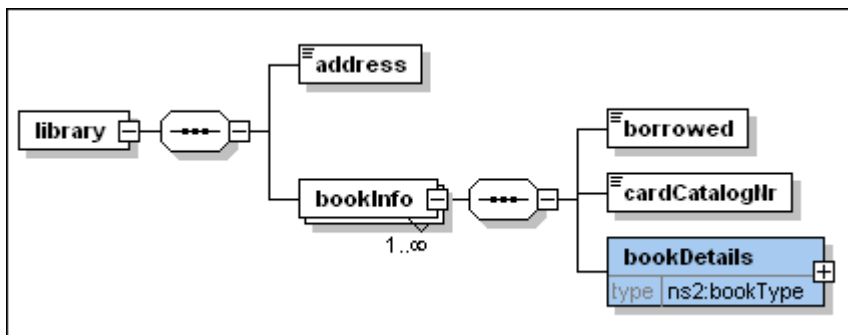 address
library
borrowed
bookInfo
cardCatalogNr
1..∞
bookDetails
type ns2:bookType